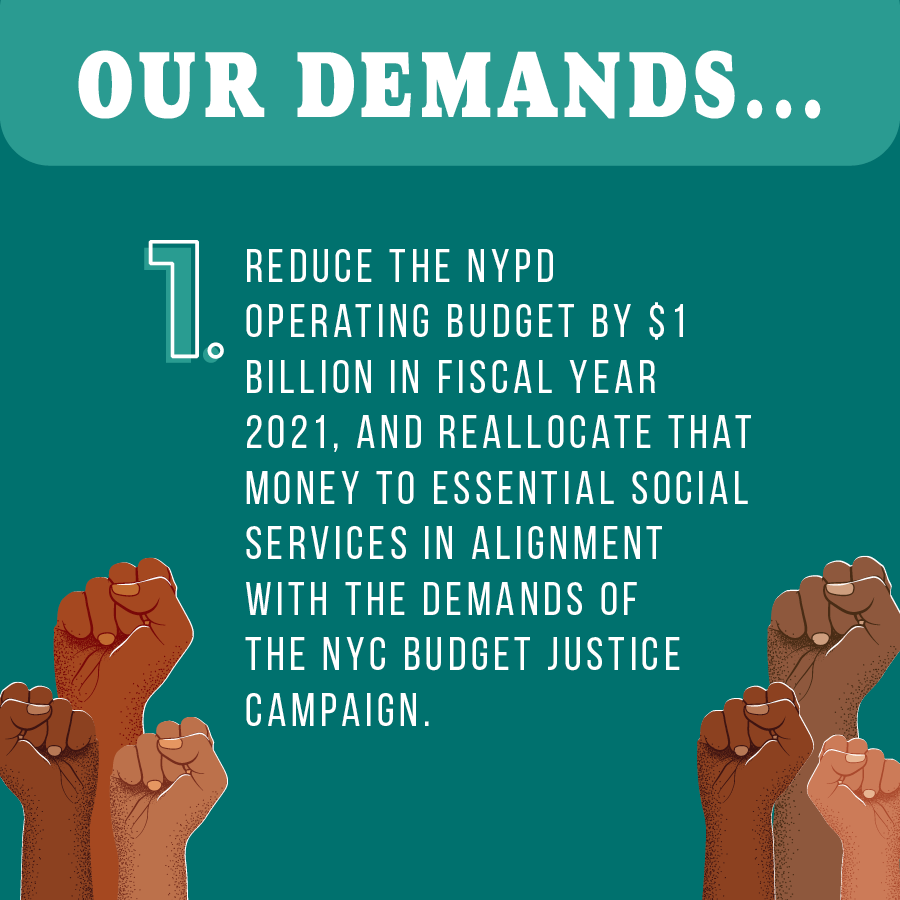 OUR DEMANDS...
1.
REDUCE THE NYPD
OPERATING BUDGET BY $1
BILLION IN FISCAL YEAR
2021, AND REALLOCATE THAT
MONEY TO ESSENTIAL SOCIAL
SERVICES IN ALIGNMENT
WITH THE DEMANDS OF
THE NYC BUDGET JUSTICE
CAMPAIGN.